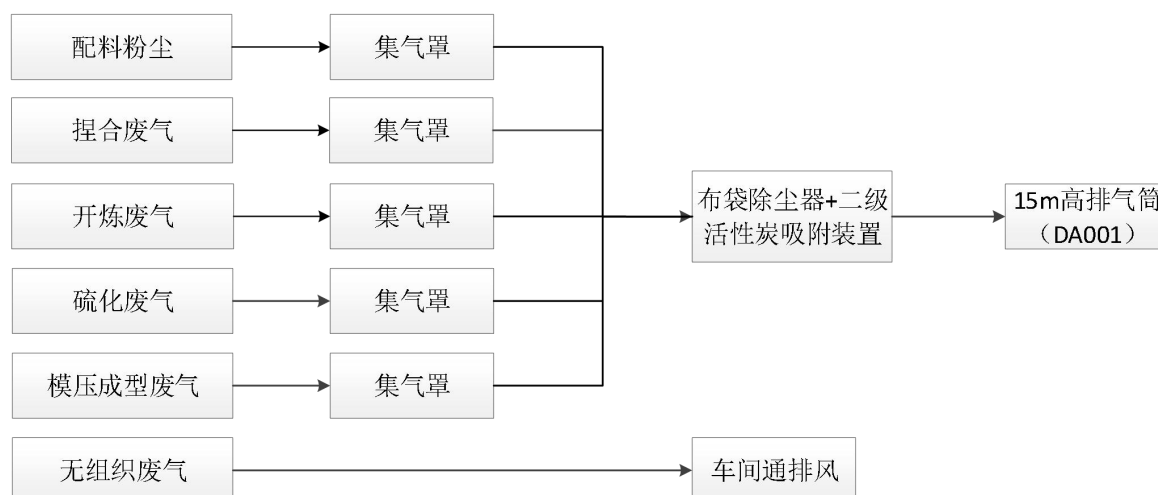 配料粉尘
集气罩
捏合废气
集气罩
开炼废气
集气罩
硫化废气
集气罩
模压成型废气
集气罩
布袋除尘器+二级
活性炭吸附装置
15m高排气筒
（DA001）
无组织废气
车间通排风